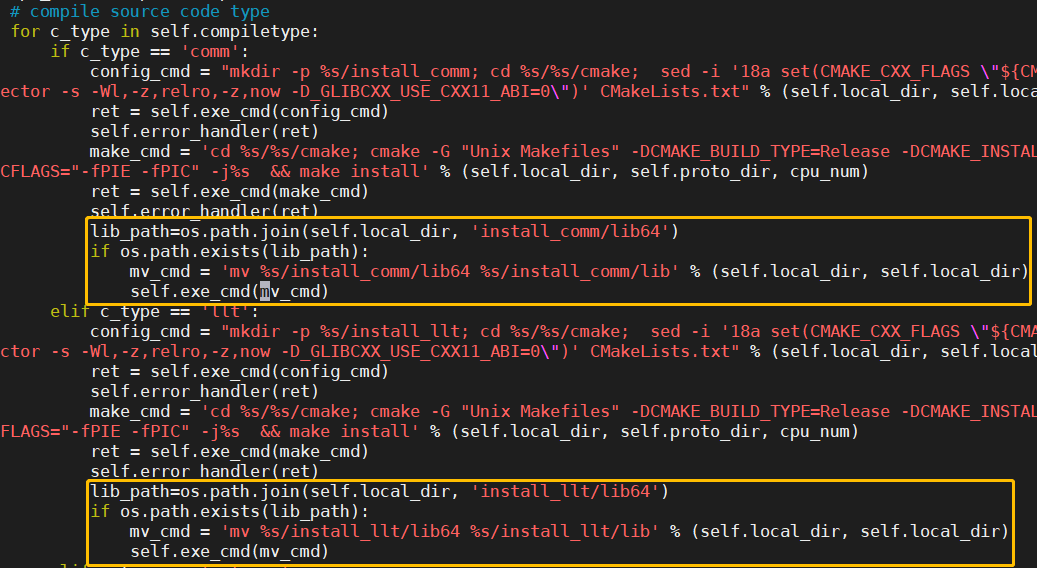 # compile source code type
for c_type in self.compiletype:
if c_type == 'comm':
config_cmd = "mkdir -p %s/install_comm; cd %s/%s/cmake;  sed -i '18a set(CMAKE_CXX_FLAGS \"${CM
ector -s -Wl,-z,relro,-z,now -D_GLIBCXX_USE_CXX11_ABI=0\")' CMakeLists.txt" % (self.local_dir, self.loca
ret = self.exe_cmd(config_cmd)
self.error_handler(ret)
make_cmd = 'cd %s/%s/cmake; cmake -G "Unix Makefiles" -DCMAKE_BUILD_TYPE=Release -DCMAKE_INSTAL
CFLAGS="-fPIE -fPIC" -j%s  && make install' % (self.local_dir, self.proto_dir, cpu_num)
ret = self.exe_cmd(make_cmd)
self.error_handler(ret)
lib_path=os.path.join(self.local_dir, 'install_comm/lib64')
if os.path.exists(lib_path):
mv_cmd = 'mv %s/install_comm/lib64 %s/install_comm/lib' % (self.local_dir, self.local_dir)
self.exe_cmd(mv_cmd)
elif c_type == 'llt':
config_cmd = "mkdir -p %s/install_llt; cd %s/%s/cmake;  sed -i '18a set(CMAKE_CXX_FLAGS \"${CMA
ctor -s -Wl,-z,relro,-z,now -D_GLIBCXX_USE_CXX11_ABI=0\")' CMakeLists.txt" % (self.local_dir, self.local
ret = self.exe_cmd(config_cmd)
self.error_handler(ret)
make_cmd = 'cd %s/%s/cmake; cmake -G "Unix Makefiles" -DCMAKE_BUILD_TYPE=Release -DCMAKE_INSTAL
FLAGS="-fPIE -fPIC" -j%s  && make install' % (self.local_dir, self.proto_dir, cpu_num)
ret = self.exe_cmd(make_cmd)
self.error_handler(ret)
lib_path=os.path.join(self.local_dir, 'install_llt/lib64')
if os.path.exists(lib_path):
mv_cmd = 'mv %s/install_llt/lib64 %s/install_llt/lib' % (self.local_dir, self.local_dir)
self.exe_cmd(mv_cmd)